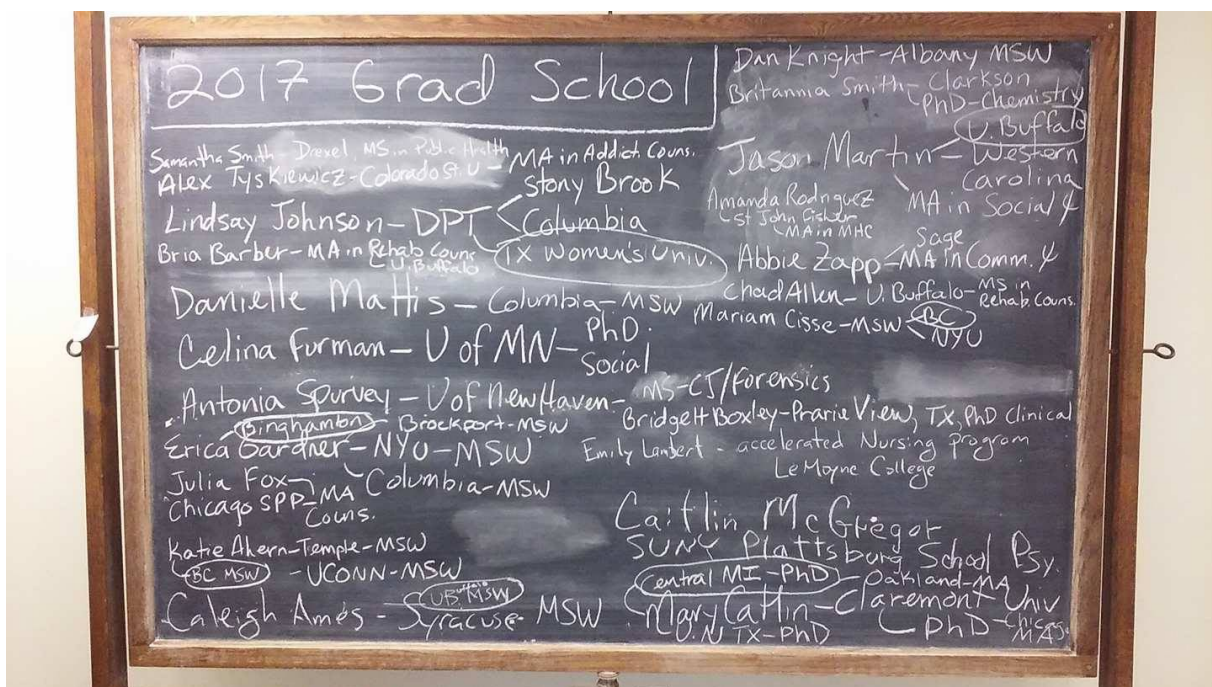 2017 Grad School
Samantha Smith - Drexel, MS in Public Health
Alex Tyskiewicz - Colorado St. U - MA in Addict. Couns.
Stony Brook
Lindsay Johnson - DPT
Columbia
TX Women's Univ.
Bria Barber - MA in Rehab Couns
U. Buffalo
Danielle Mattis - Columbia - MSW
Celina Furman - U of MN - PhD
Social
Antonia Spurvey - U of New Haven - MS-CJ/Forensics
Binghamton - Brockport-MSW
Erica Gardner - NYU - MSW
Columbia-MSW
Julia Fox
Chicago SPP - MA
Couns.
Katie Ahern - Temple - MSW
BC MSW - UCONN - MSW
UBuffalo MSW
Caleigh Ames - Syracuse - MSW
Dan Knight - Albany MSW
Britannia Smith - Clarkson
PhD - Chemistry
U. Buffalo
Jason Martin - Western
Carolina
MA in Social Ψ
Amanda Rodriguez
St John Fisher
MA in MHC
Sage
Abbie Zapp - MA in Comm. Ψ
Chad Allen - U. Buffalo - MS in
Rehab. Couns.
Mariam Cisse - MSW
BC
NYU
Bridgett Boxley - Prarie View, TX, PhD Clinical
Emily Lambert - accelerated Nursing Program
Le Moyne College
Caitlin McGregor
SUNY Plattsburg School Psy.
Central MI - PhD
Oakland - MA
Mary Catlin - Claremont Univ
PhD - Chicago
MA
N TX - PhD